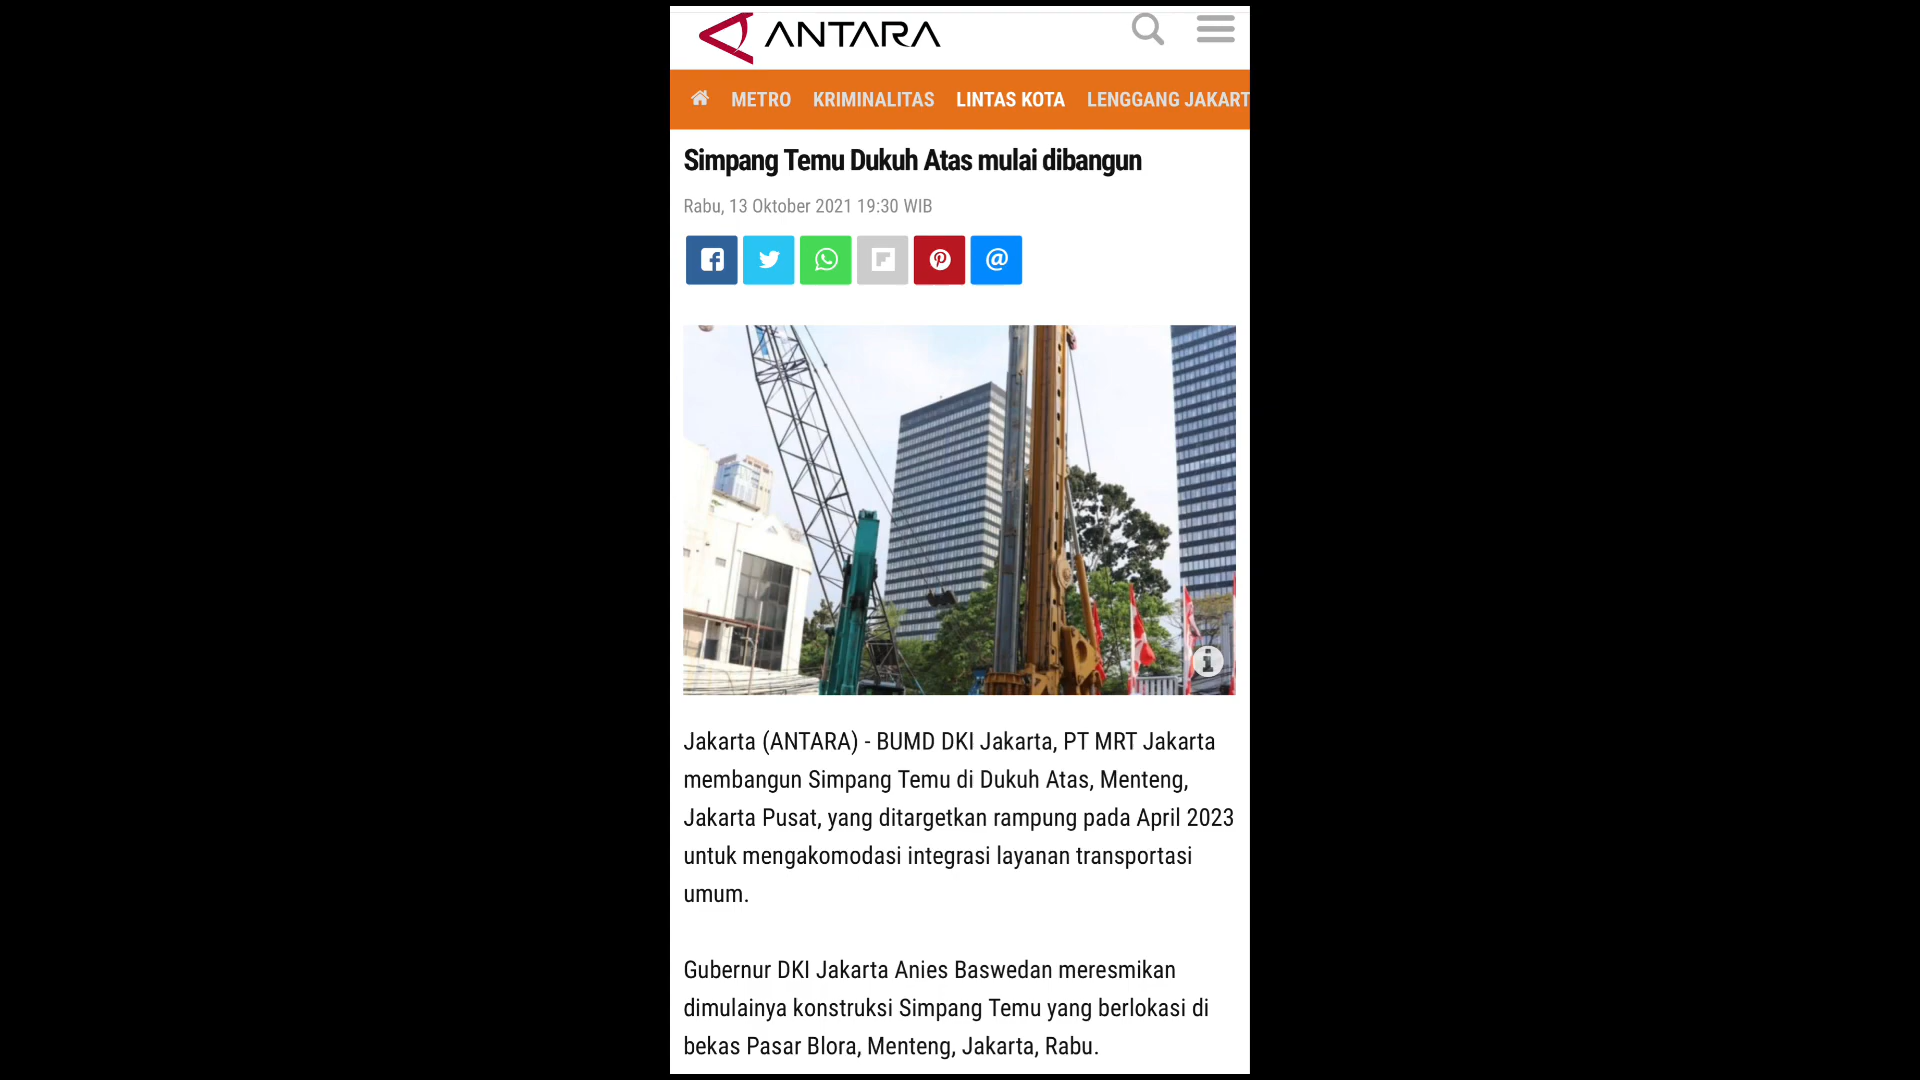 ANTARA
METRO KRIMINALITAS LINTAS KOTA LENGGANG JAKART
Simpang Temu Dukuh Atas mulai dibangun
Rabu, 13 Oktober 2021 19:30 WIB
Jakarta (ANTARA) - BUMD DKI Jakarta, PT MRT Jakarta
membangun Simpang Temu di Dukuh Atas, Menteng,
Jakarta Pusat, yang ditargetkan rampung pada April 2023
untuk mengakomodasi integrasi layanan transportasi
umum.
Gubernur DKI Jakarta Anies Baswedan meresmikan
dimulainya konstruksi Simpang Temu yang berlokasi di
bekas Pasar Blora, Menteng, Jakarta, Rabu.